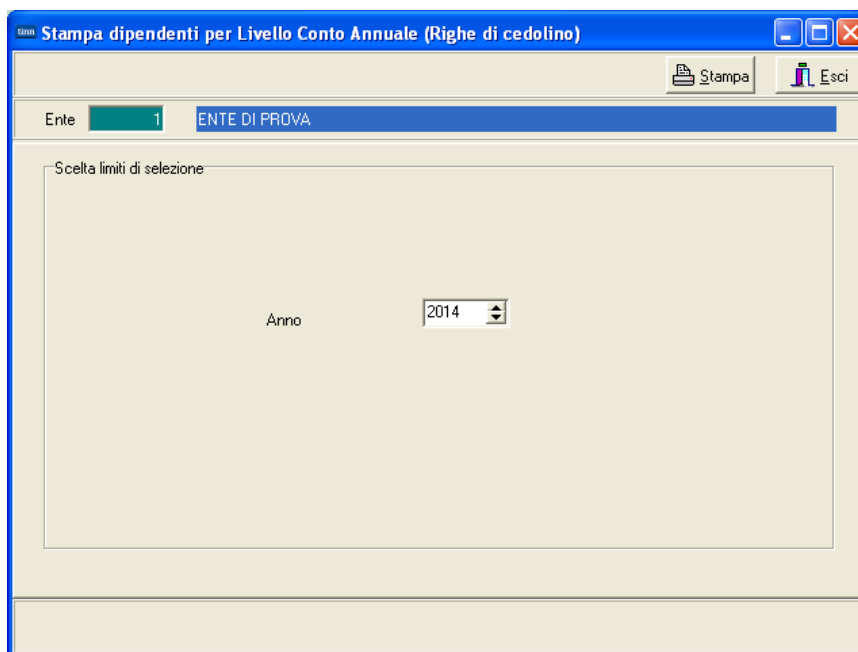 tinn Stampa dipendenti per Livello Conto Annuale (Righe di cedolino)
Stampa Esci
Ente 1 ENTE DI PROVA
Scelta limiti di selezione
Anno 2014